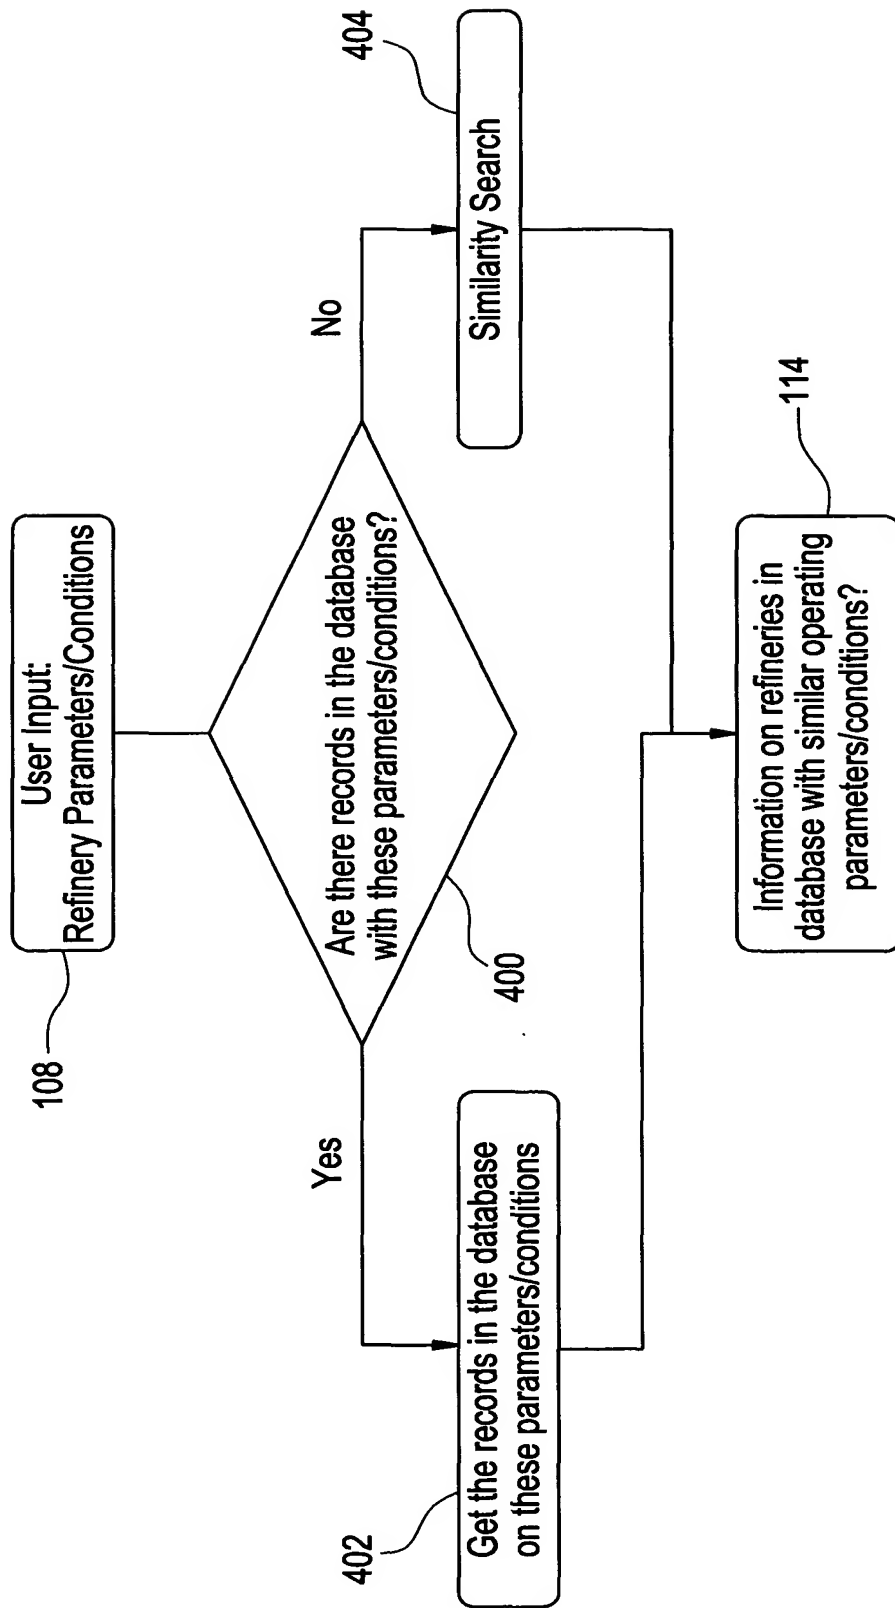 User Input:
Refinery Parameters/Conditions
108
Are there records in the database
with these parameters/conditions?
400
Yes
No
Get the records in the database
on these parameters/conditions
402
Similarity Search
404
Information on refineries in
database with similar operating
parameters/conditions?
114